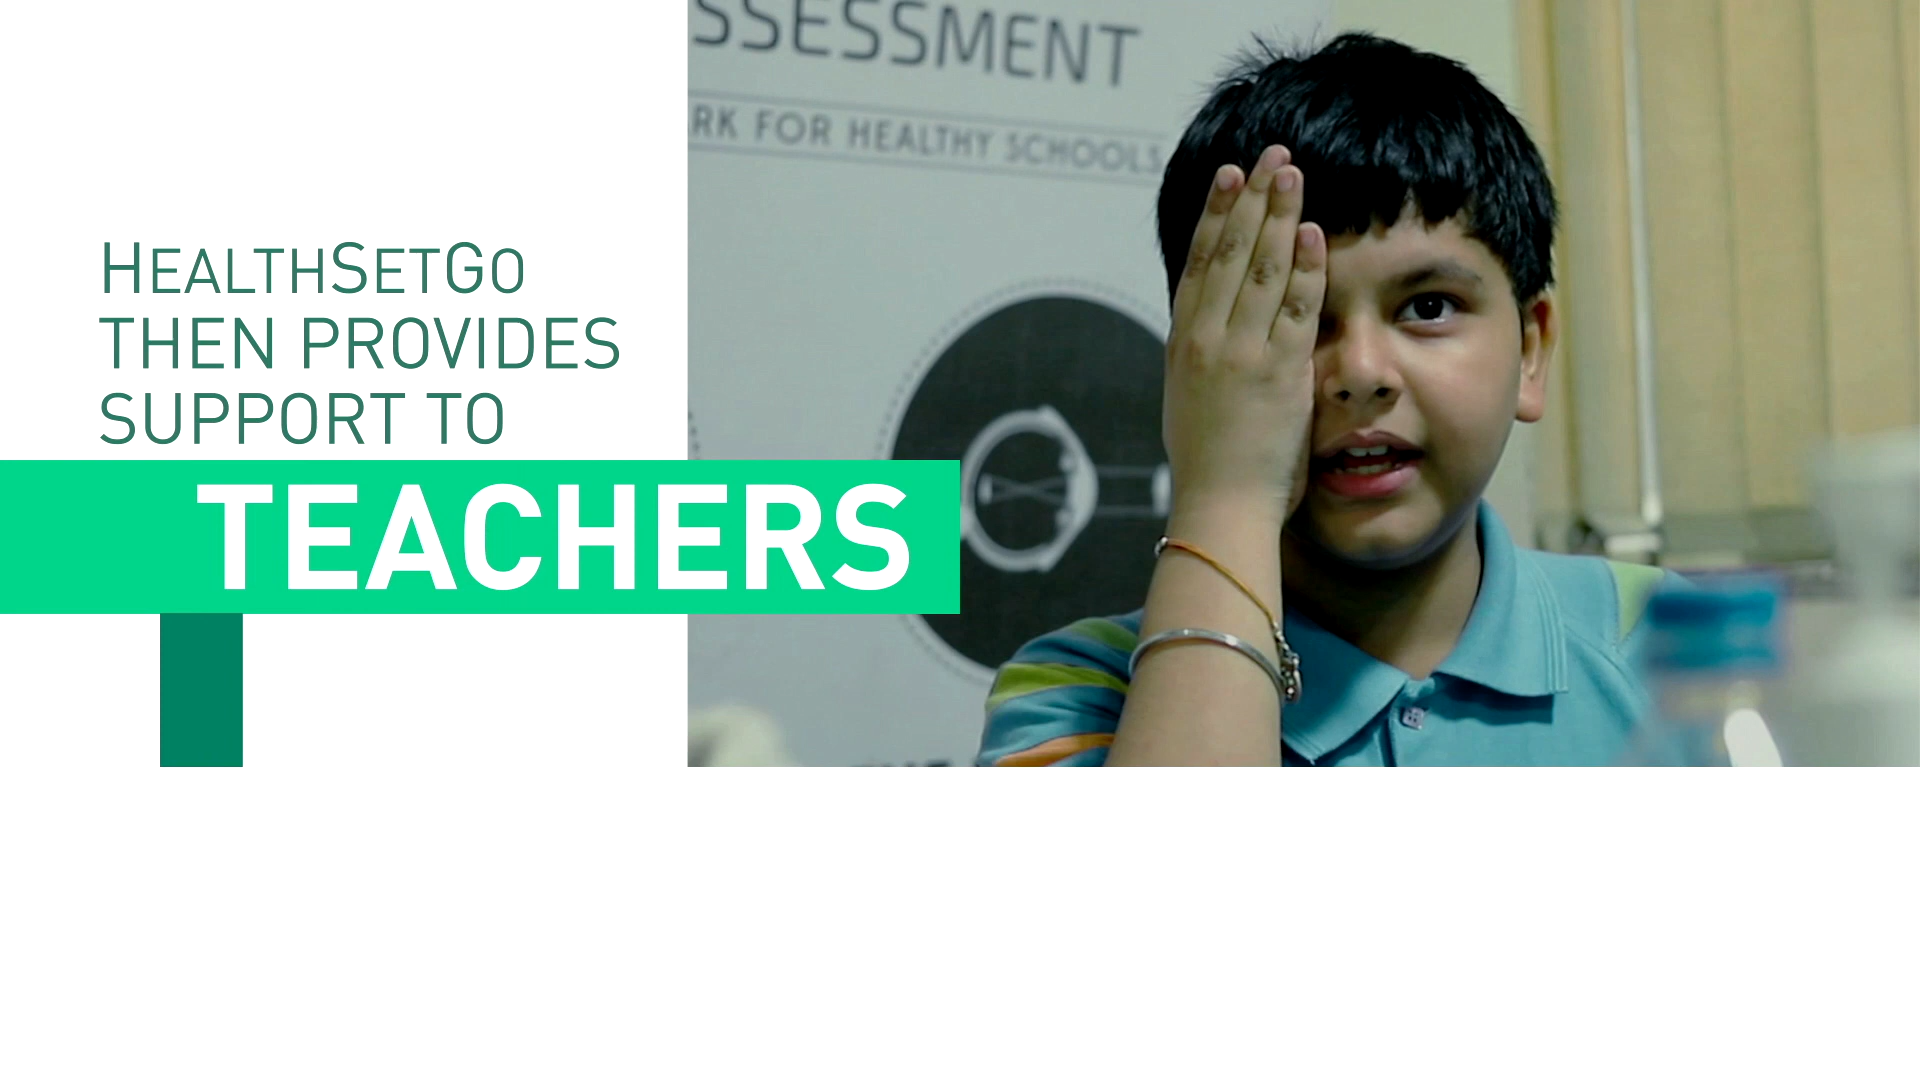 HEALTHSETGO
THEN PROVIDES
SUPPORT TO
TEACHERS
SSESSMENT
RK FOR HEALTHY SCHOOLS